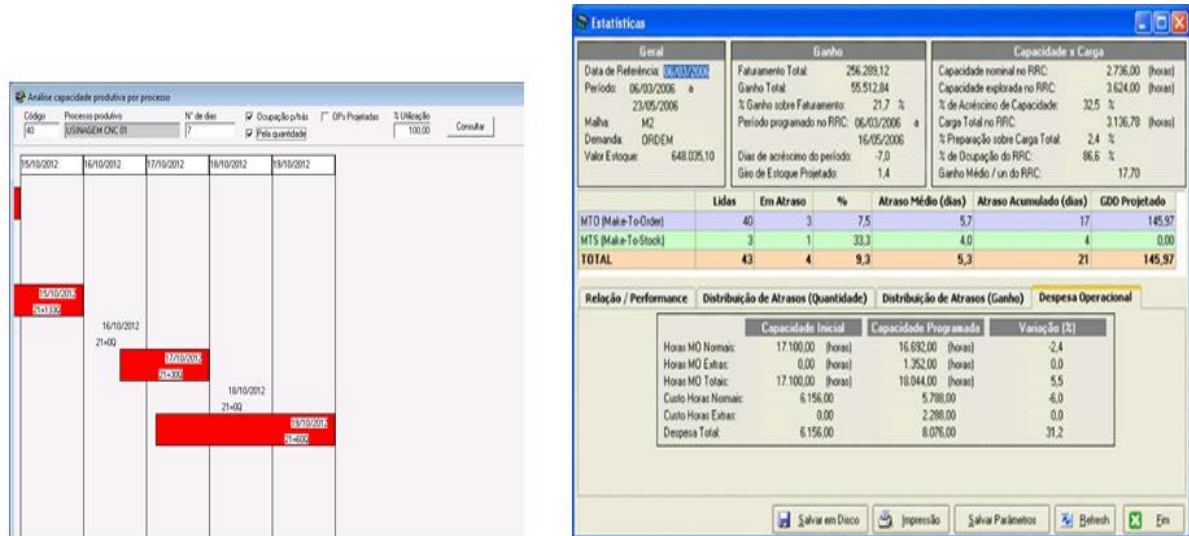 Análise capacidade produtiva por processo
Código Processo produtivo N° de dias Ocupação p/trás OPs Projetadas % Utilização
40 USINAGEM CNC 01 7 Pela quantidade 100,00 Consultar
15/10/2012 16/10/2012 17/10/2012 18/10/2012 19/10/2012
15/10/2012
16/10/2012
21=0Q
17/10/2012
21=30Q
18/10/2012
21=0Q
19/10/2012
21=60Q
Estatísticas
Geral
Data de Referência: 06/03/2006
Período: 06/03/2006 a
23/05/2006
Malha: M2
Demanda: ORDEM
Valor Estoque: 648.035,10
Ganho
Faturamento Total: 256.289,12
Ganho Total: 55.512,84
% Ganho sobre Faturamento: 21,7 %
Período programado no RRC: 06/03/2006 a
16/05/2006
Dias de acréscimo do período: -7,0
Giro de Estoque Projetado: 1,4
Capacidade x Carga
Capacidade nominal no RRC: 2.736,00 (horas)
Capacidade explorada no RRC: 3.624,00 (horas)
% de Acréscimo de Capacidade: 32,5 %
Carga Total no RRC: 3.136,78 (horas)
% Preparação sobre Carga Total: 2,4 %
% de Ocupação do RRC: 86,6 %
Ganho Médio / un do RRC: 17,70
Lidas Em Atraso % Atraso Médio (dias) Atraso Acumulado (dias) GDD Projetado
MTO (Make-To-Order) 40 3 7,5 5,7 17 145,97
MTS (Make-To-Stock) 3 1 33,3 4,0 4 0,00
TOTAL 43 4 9,3 5,3 21 145,97
Relação / Performance Distribuição de Atrasos (Quantidade) Distribuição de Atrasos (Ganho) Despesa Operacional
Capacidade Inicial Capacidade Programada Variação (%)
Horas MO Normais: 17.100,00 (horas) 16.692,00 (horas) -2,4
Horas MO Extras: 0,00 (horas) 1.352,00 (horas) 0,0
Horas MO Totais: 17.100,00 (horas) 18.044,00 (horas) 5,5
Custo Horas Normais: 6.156,00 5.788,00 -6,0
Custo Horas Extras: 0,00 2.288,00 0,0
Despesa Total: 6.156,00 8.076,00 31,2
Salvar em Disco Impressão Salvar Parâmetros Refresh Fim